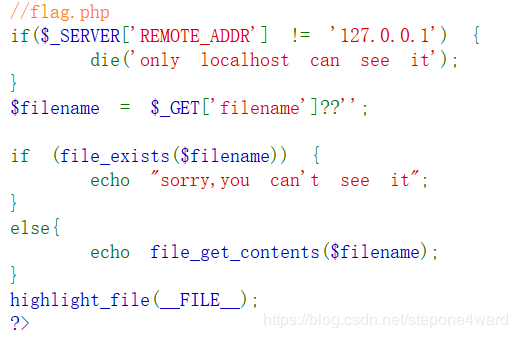 //flag.php
if($_SERVER['REMOTE_ADDR'] != '127.0.0.1') {
        die('only localhost can see it');
}
$filename = $_GET['filename']??'';

if (file_exists($filename)) {
        echo "sorry,you can't see it";
}
else{
        echo file_get_contents($filename);
}
highlight_file(__FILE__);
?>
https://blog.csdn.net/stepone4ward